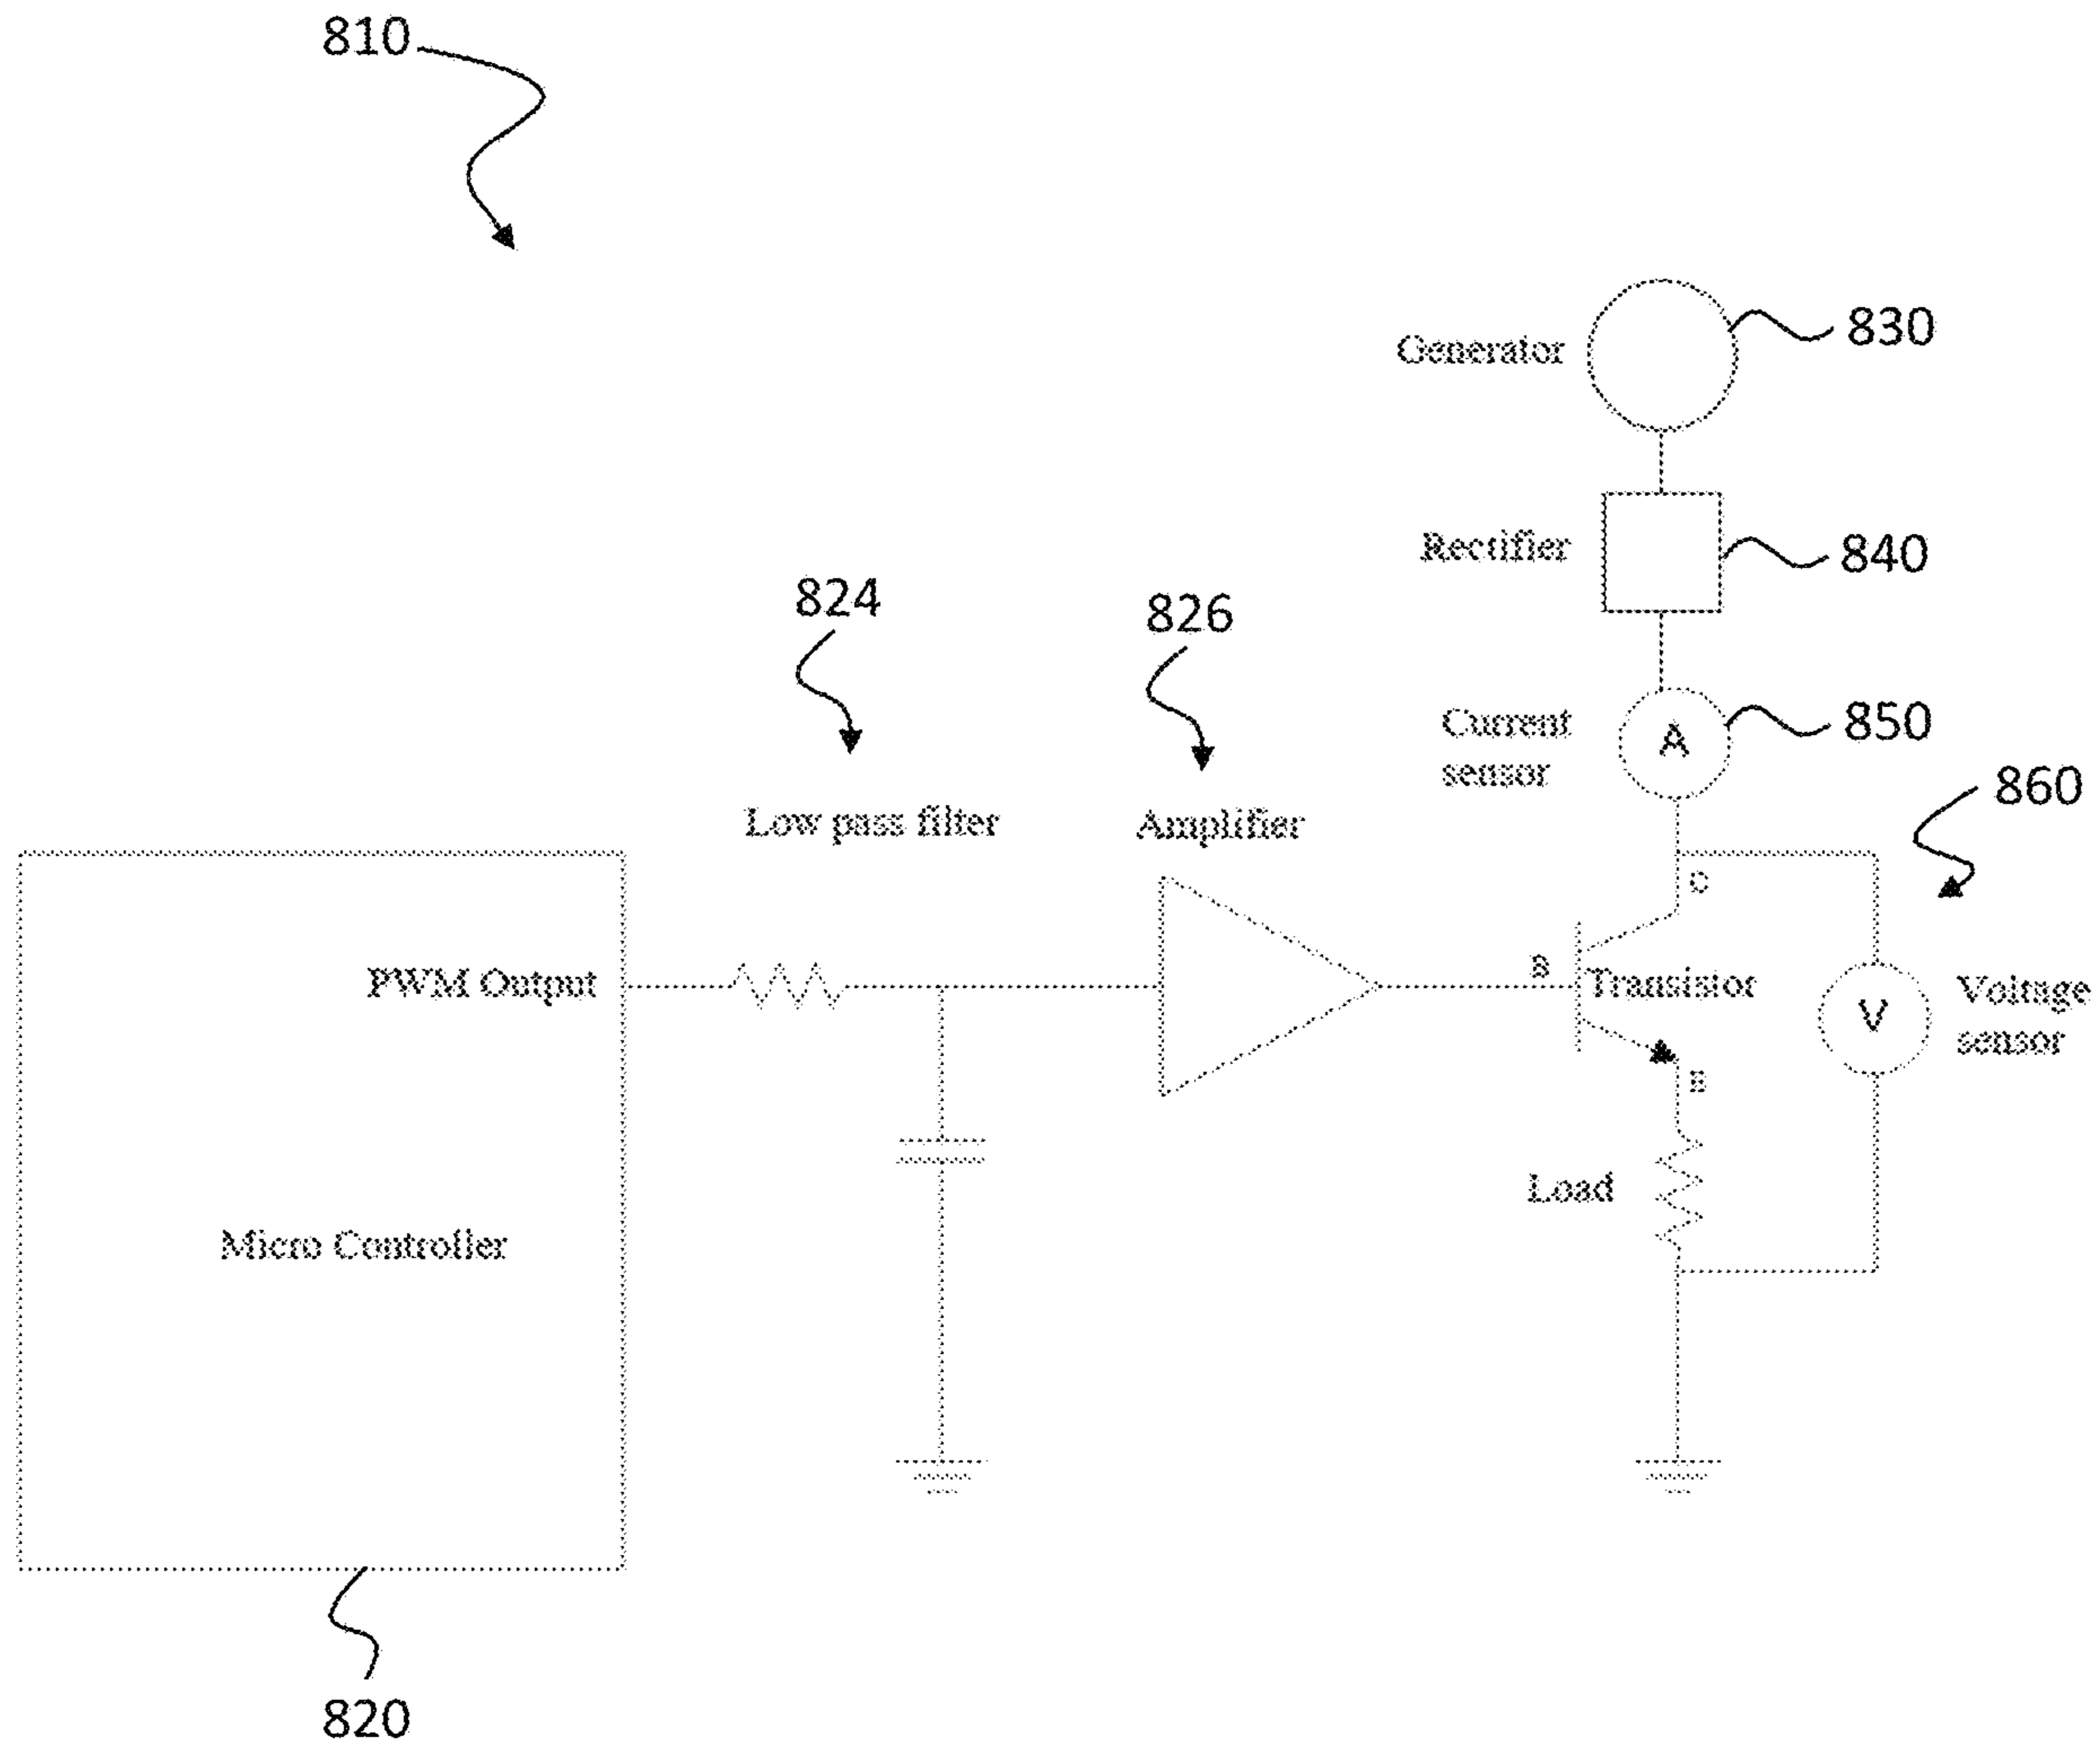 810
830
Generator
Rectifier
840
824
826
Current
sensor
A
850
860
Low pass filter
Amplifier
C
PWM Output
B
Transistor
V
Voltage
sensor
E
Load
Micro Controller
820